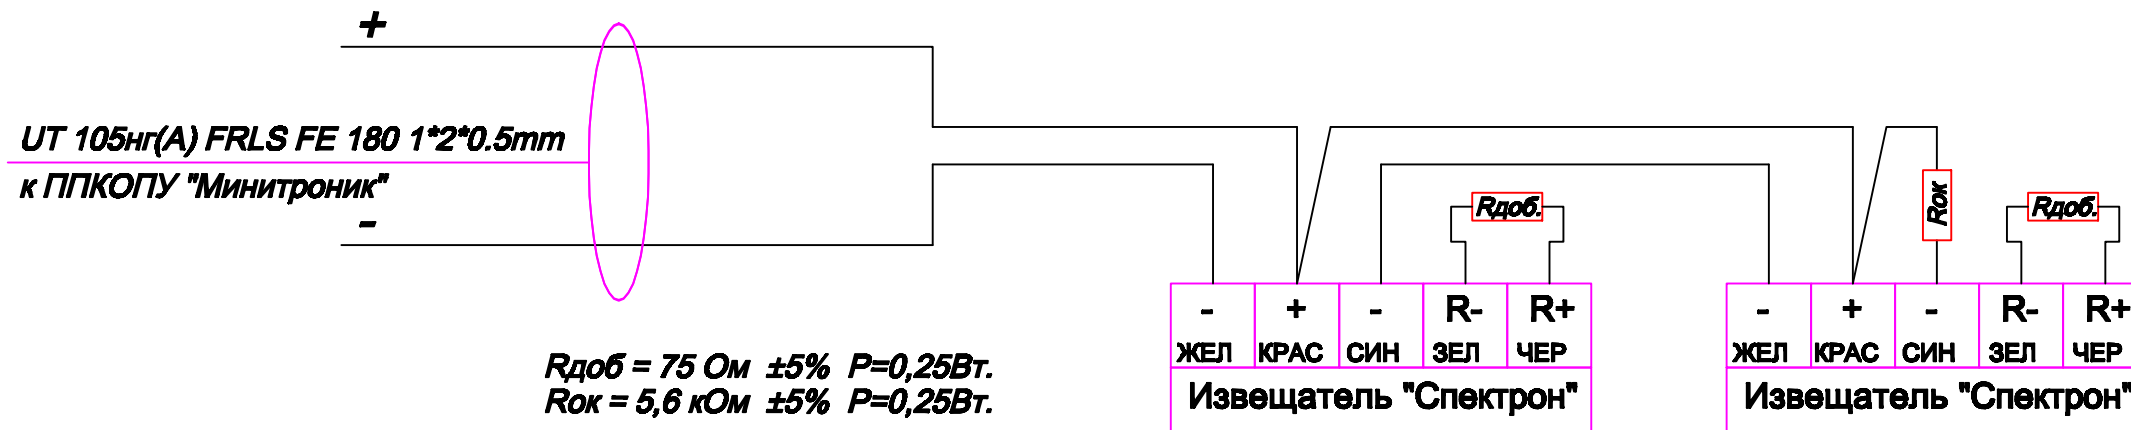 +
UT 105нг(А) FRLS FE 180 1*2*0.5mm
к ППКОПУ "Минитроник"
-
Rдоб.
Rок
Rдоб.
- + - R- R+
ЖЕЛ КРАС СИН ЗЕЛ ЧЕР
Извещатель "Спектрон"
- + - R- R+
ЖЕЛ КРАС СИН ЗЕЛ ЧЕР
Извещатель "Спектрон"
Rдоб = 75 Ом ±5% P=0,25Вт.
Rок = 5,6 кОм ±5% P=0,25Вт.